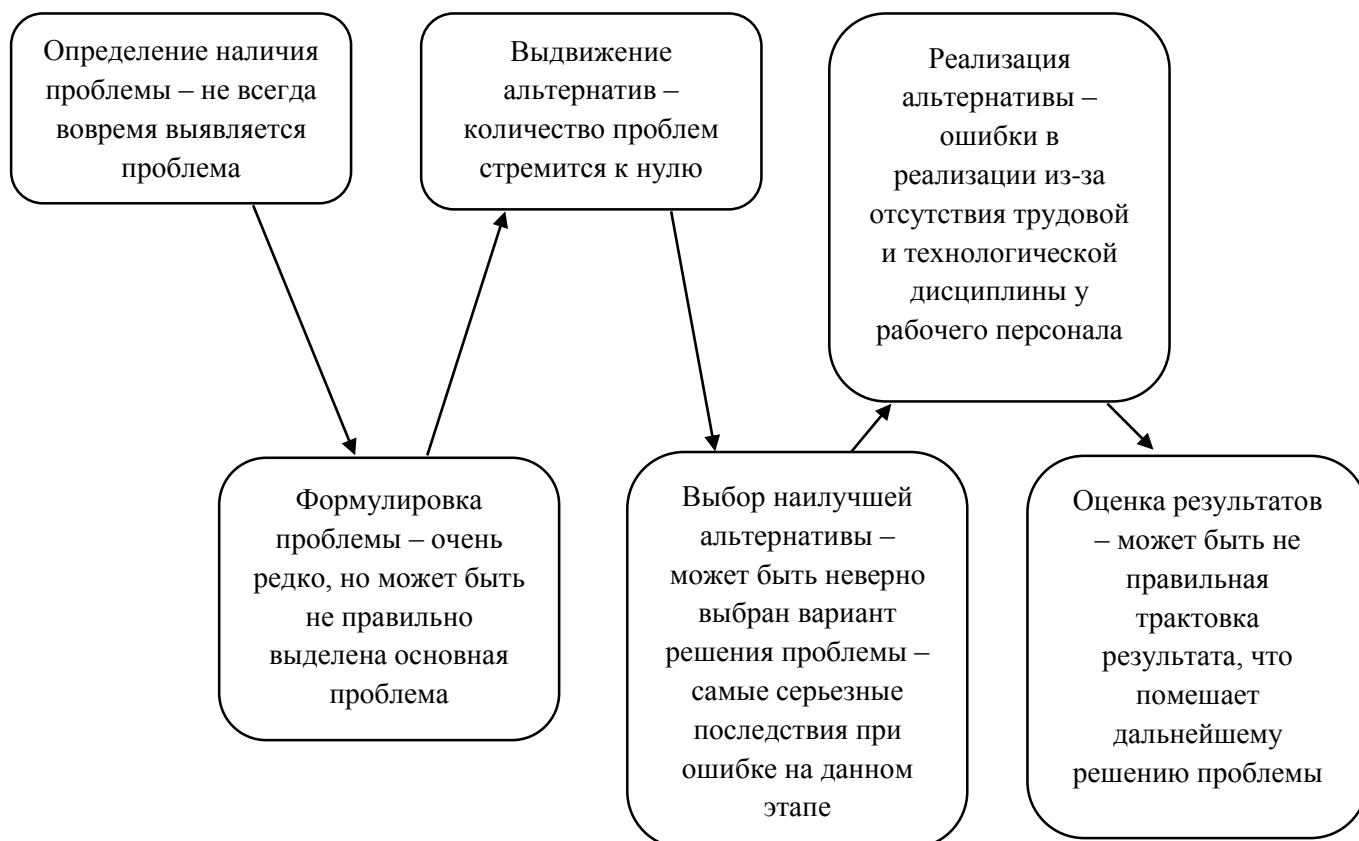 Определение наличия
проблемы – не всегда
вовремя выявляется
проблема
Формулировка
проблемы – очень
редко, но может быть
не правильно
выделена основная
проблема
Выдвижение
альтернатив –
количество проблем
стремится к нулю
Выбор наилучшей
альтернативы –
может быть неверно
выбран вариант
решения проблемы –
самые серьезные
последствия при
ошибке на данном
этапе
Реализация
альтернативы –
ошибки в
реализации из-за
отсутствия трудовой
и технологической
дисциплины у
рабочего персонала
Оценка результатов
– может быть не
правильная
трактовка
результата, что
помешает
дальнейшему
решению проблемы